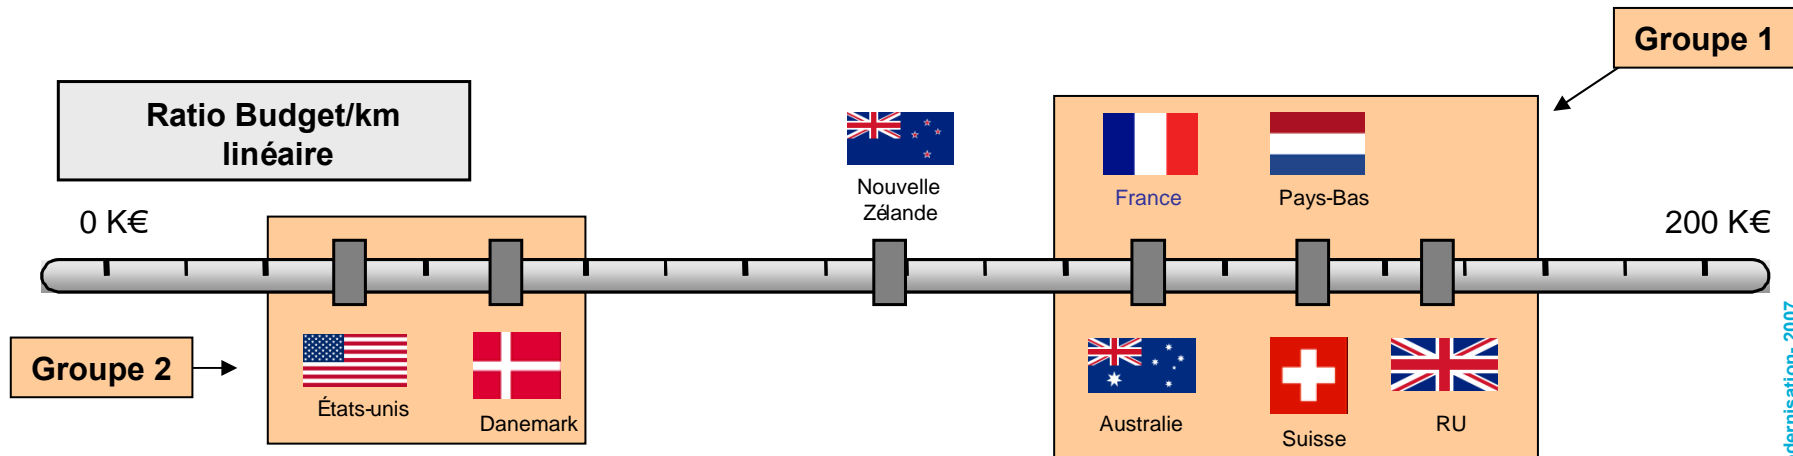 Groupe 1
Ratio Budget/km
linéaire
Nouvelle
Zélande
France
Pays-Bas
0 K€
200 K€
Groupe 2
États-unis
Danemark
Australie
Suisse
RU
2007